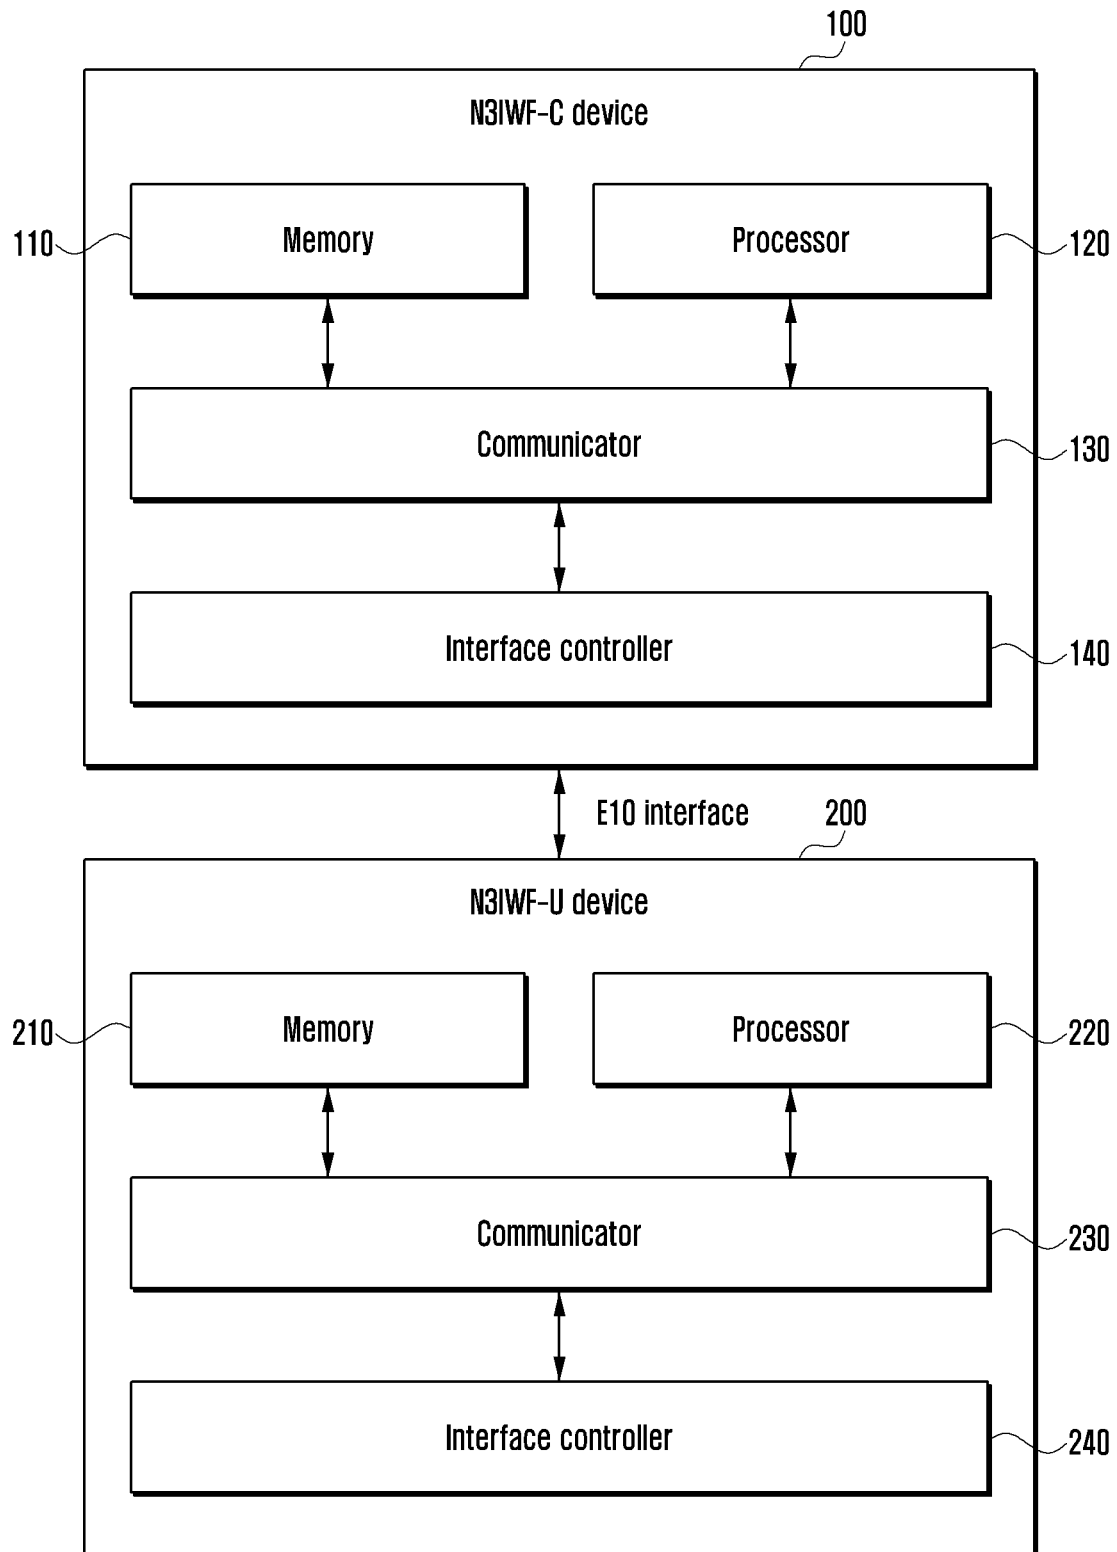 100
N3IWF-C device
110
Memory
Processor
120
Communicator
130
Interface controller
140
E10 interface
200
N3IWF-U device
210
Memory
Processor
220
Communicator
230
Interface controller
240